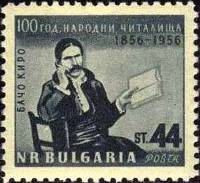 100 ГОД. НАРОДНИ ЧИТАЛИЩА
1856-1956
БАЧО КИРО
ST. 44
NR BULGARIA
POSTA